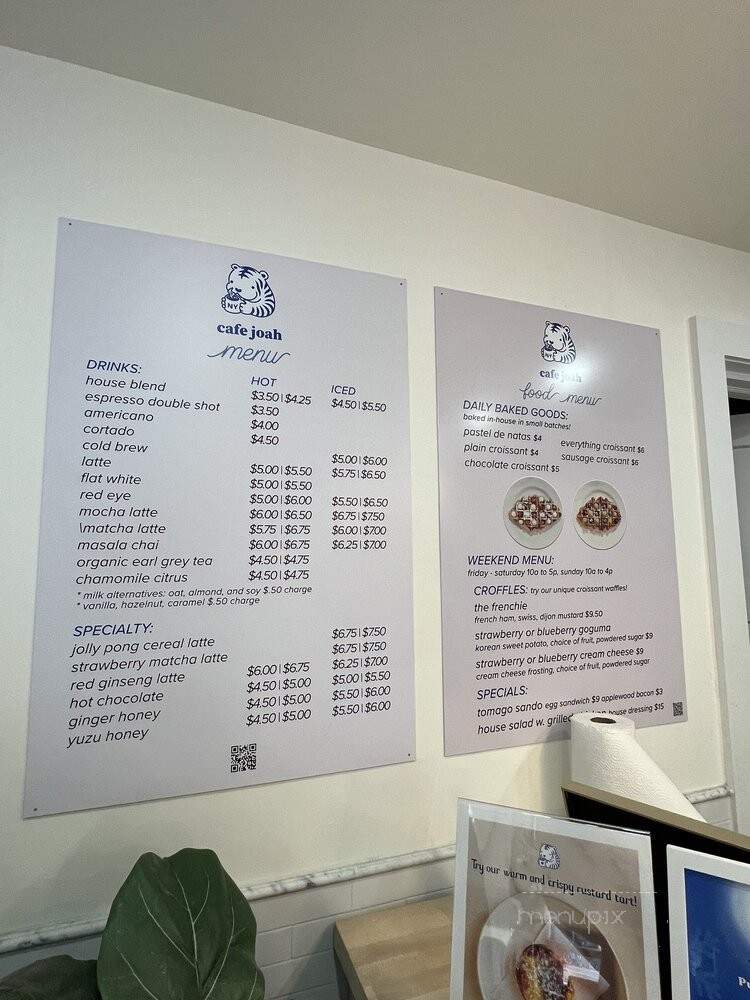 NY
cafe joah
menu
DRINKS:
house blend
espresso double shot
americano
cortado
cold brew
latte
flat white
red eye
mocha latte
\matcha latte
masala chai
organic earl grey tea
chamomile citrus
HOT
$3.50 | $4.25
$3.50
$4.00
$4.50
$5.00 | $5.50
$5.00 | $5.50
$5.00 | $6.00
$6.00 | $6.50
$5.75 | $6.75
$6.00 | $6.75
$4.50 | $4.75
$4.50 | $4.75
ICED
$4.50 | $5.50
$5.00 | $6.00
$5.75 | $6.50
$5.50 | $6.50
$6.75 | $7.50
$6.00 | $7.00
$6.25 | $7.00
* milk alternatives: oat, almond, and soy $.50 charge
* vanilla, hazelnut, caramel $.50 charge
SPECIALTY:
jolly pong cereal latte
strawberry matcha latte
red ginseng latte
hot chocolate
ginger honey
yuzu honey
$6.00 | $6.75
$4.50 | $5.00
$4.50 | $5.00
$4.50 | $5.00
$6.75 | $7.50
$6.75 | $7.50
$6.25 | $7.00
$5.00 | $5.50
$5.50 | $6.00
$5.50 | $6.00
NY
cafe joah
food menu
DAILY BAKED GOODS:
baked in-house in small batches!
pastel de natas $4
plain croissant $4
chocolate croissant $5
everything croissant $6
sausage croissant $6
WEEKEND MENU:
friday - saturday 10a to 5p, sunday 10a to 4p
CROFFLES: try our unique croissant waffles!
the frenchie
french ham, swiss, dijon mustard $9.50
strawberry or blueberry goguma
korean sweet potato, choice of fruit, powdered sugar $9
strawberry or blueberry cream cheese $9
cream cheese frosting, choice of fruit, powdered sugar
SPECIALS:
tomago sando egg sandwich $9 applewood bacon $3
house salad w. grilled house dressing $15
Try our warm and crispy custard tart!
menupix